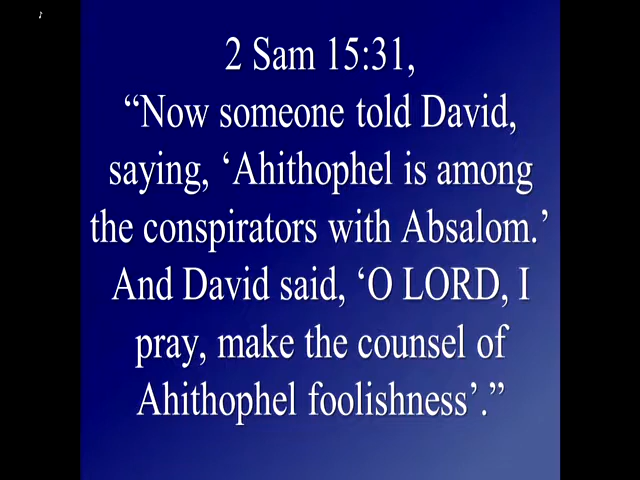 2 Sam 15:31,
“Now someone told David,
saying, ‘Ahithophel is among
the conspirators with Absalom.’
And David said, ‘O LORD, I
pray, make the counsel of
Ahithophel foolishness’.”